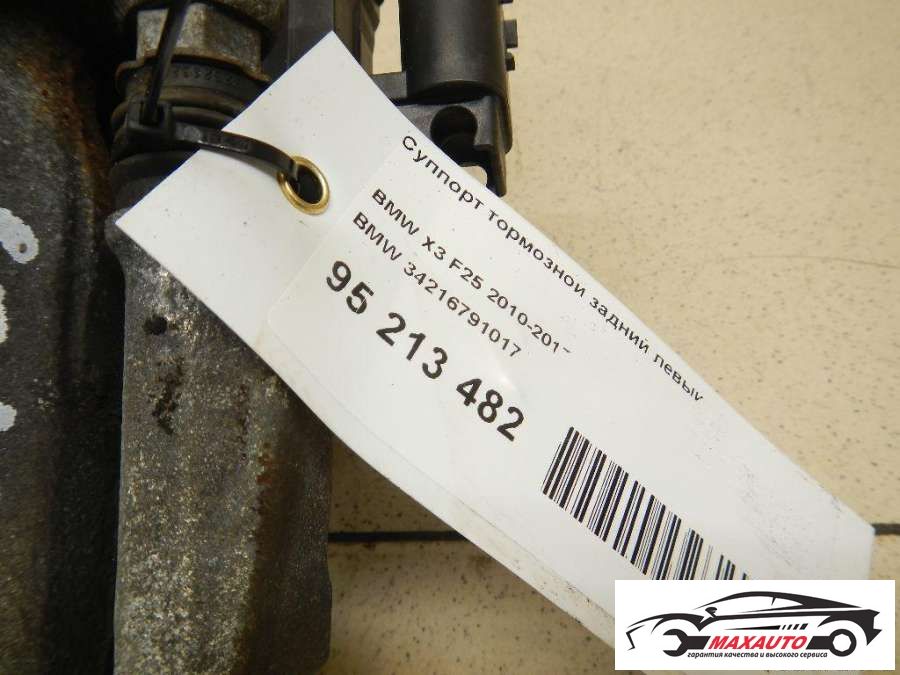 Суппорт тормозной задний левый
BMW X3 F25 2010-201
BMW 34216791017
95 213 482
MAXAUTO
гарантия качества и высокого сервиса